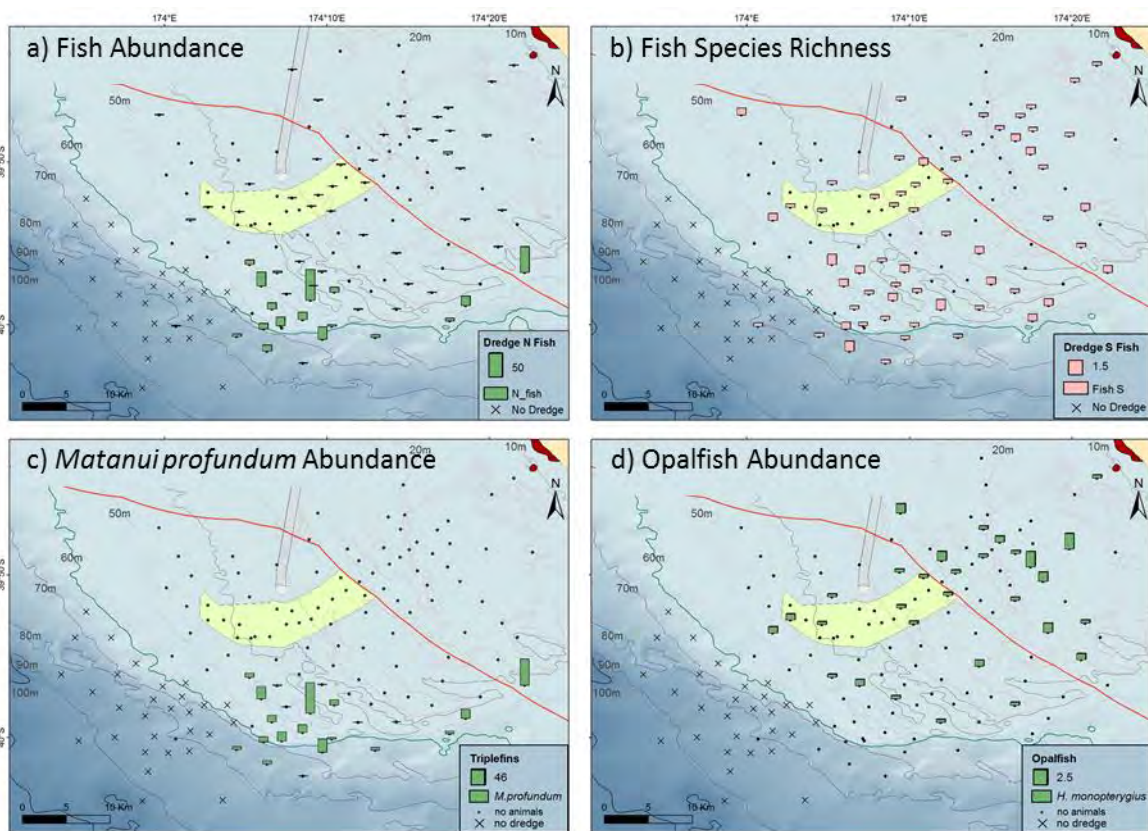 174°0'E 174°10'E 174°20'E
a) Fish Abundance
20m 10m
N
50m
60m
70m
80m
90m
100m
40°S
Dredge N Fish
50
N_fish
No Dredge
0 5 10 Km
174°0'E 174°10'E 174°20'E
b) Fish Species Richness
20m 10m
N
50m
60m
70m
80m
90m
100m
Dredge S Fish
1.5
Fish S
No Dredge
0 5 10 Km
c) Matanui profundum Abundance
20m 10m
N
50m
60m
70m
80m
90m
100m
40°S
Triplefins
46
M.profundum
no animals
no dredge
0 5 10 Km
d) Opalfish Abundance
20m 10m
N
50m
60m
70m
80m
90m
100m
Opalfish
2.5
H. monopterygius
no animals
no dredge
0 5 10 Km